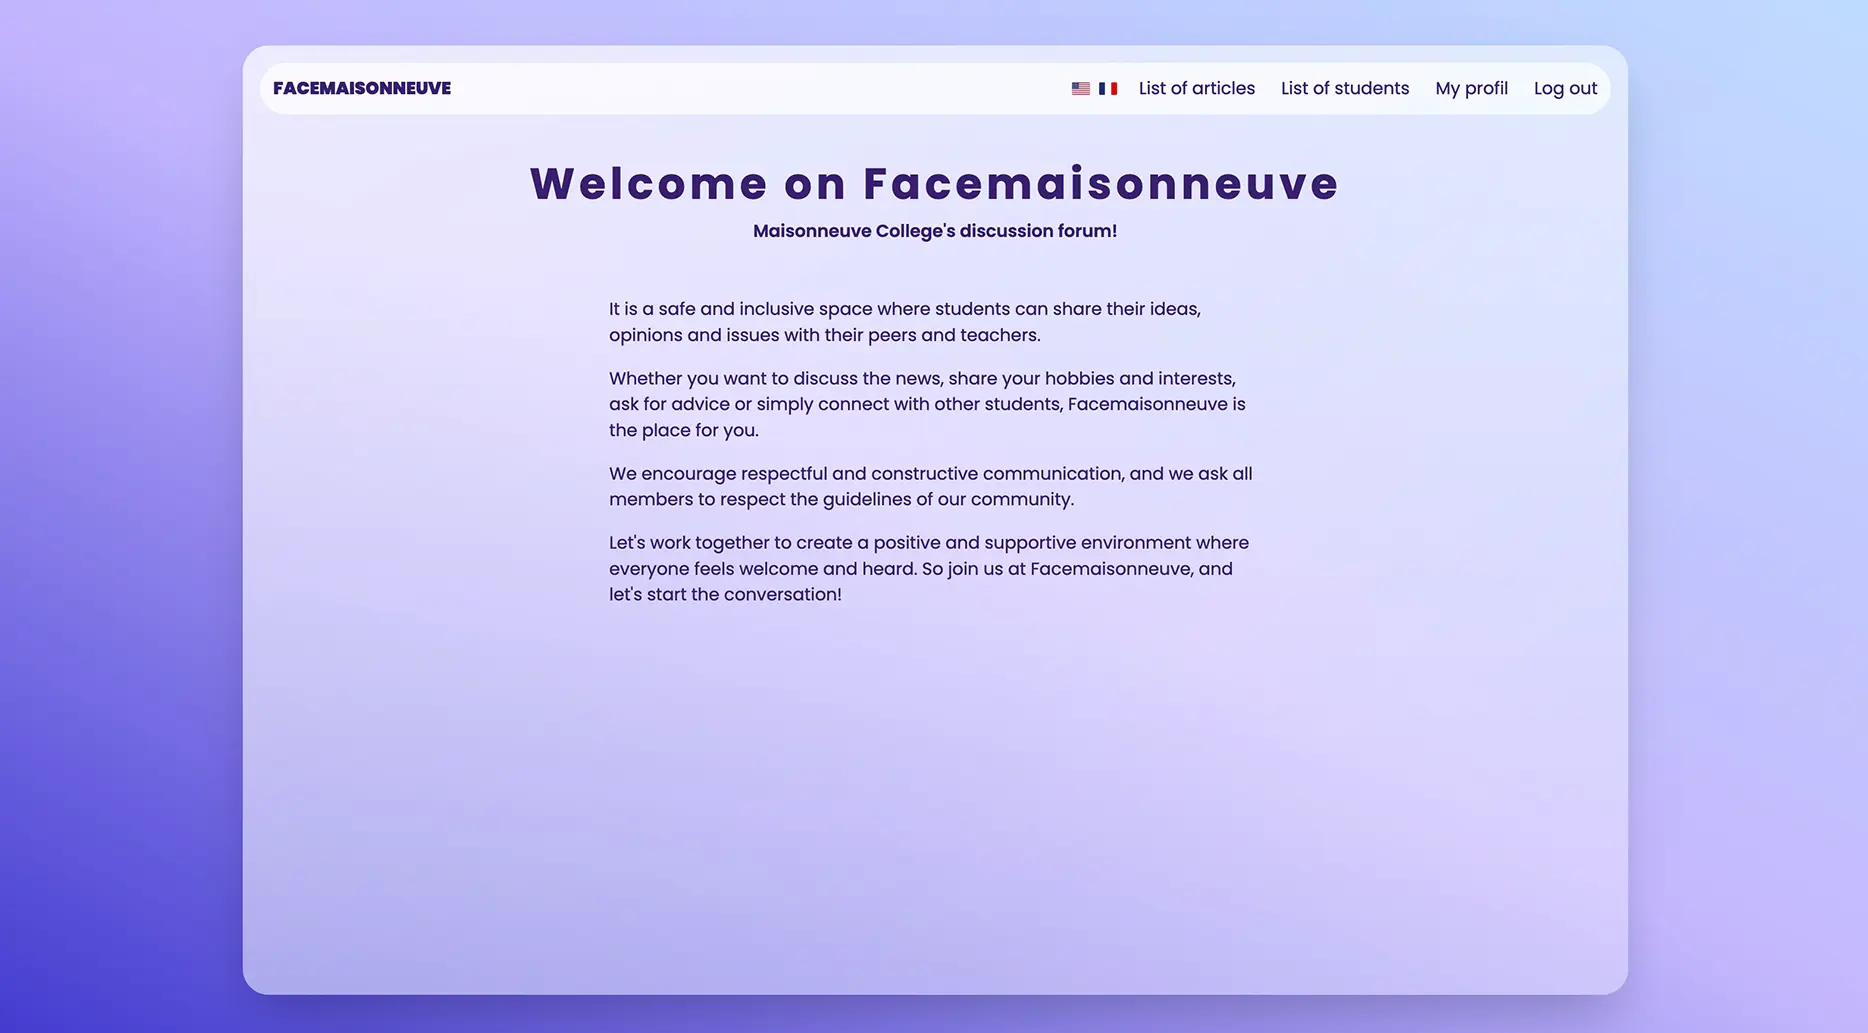 FACEMAISONNEUVE
List of articles
List of students
My profil
Log out
Welcome on Facemaisonneuve
Maisonneuve College's discussion forum!
It is a safe and inclusive space where students can share their ideas,
opinions and issues with their peers and teachers.
Whether you want to discuss the news, share your hobbies and interests,
ask for advice or simply connect with other students, Facemaisonneuve is
the place for you.
We encourage respectful and constructive communication, and we ask all
members to respect the guidelines of our community.
Let's work together to create a positive and supportive environment where
everyone feels welcome and heard. So join us at Facemaisonneuve, and
let's start the conversation!